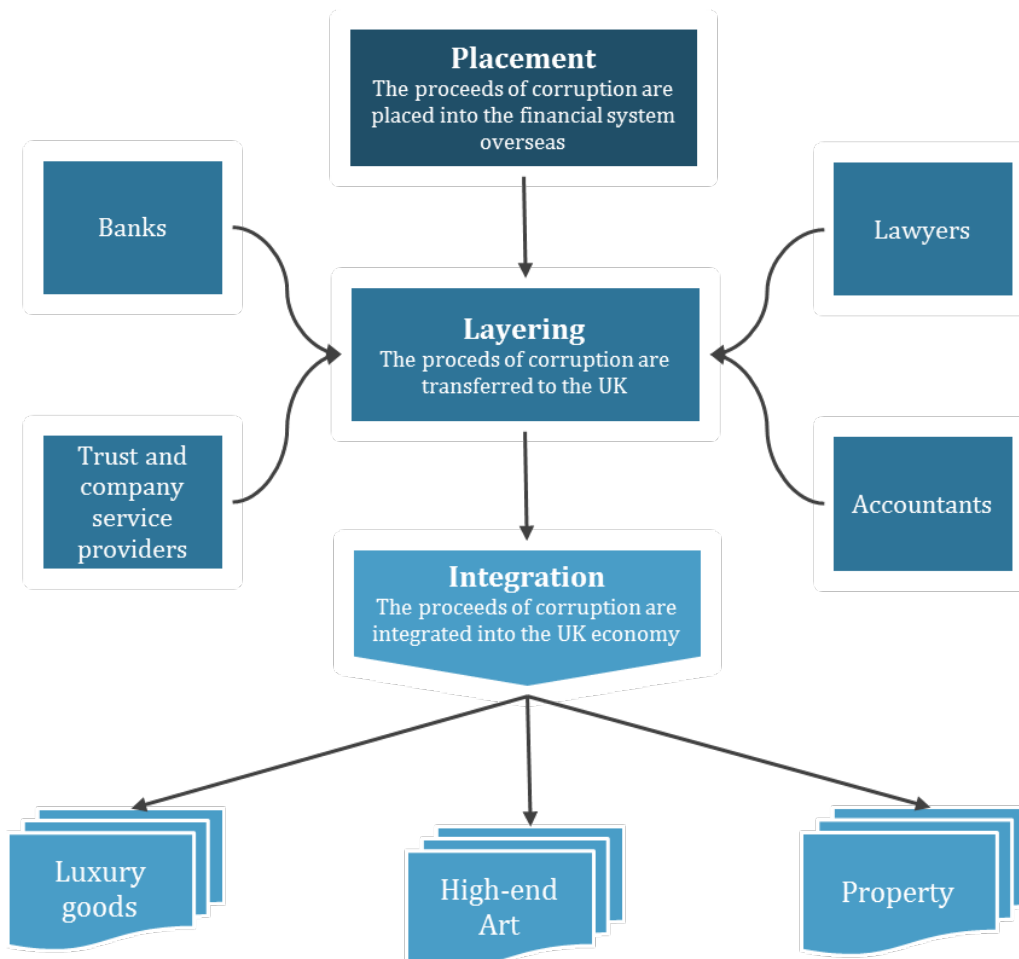 Placement
The proceeds of corruption are
placed into the financial system
overseas
Banks
Lawyers
Layering
The proceds of corruption are
transferred to the UK
Trust and
company
service
providers
Accountants
Integration
The proceeds of corruption are
integrated into the UK economy
Luxury
goods
High-end
Art
Property